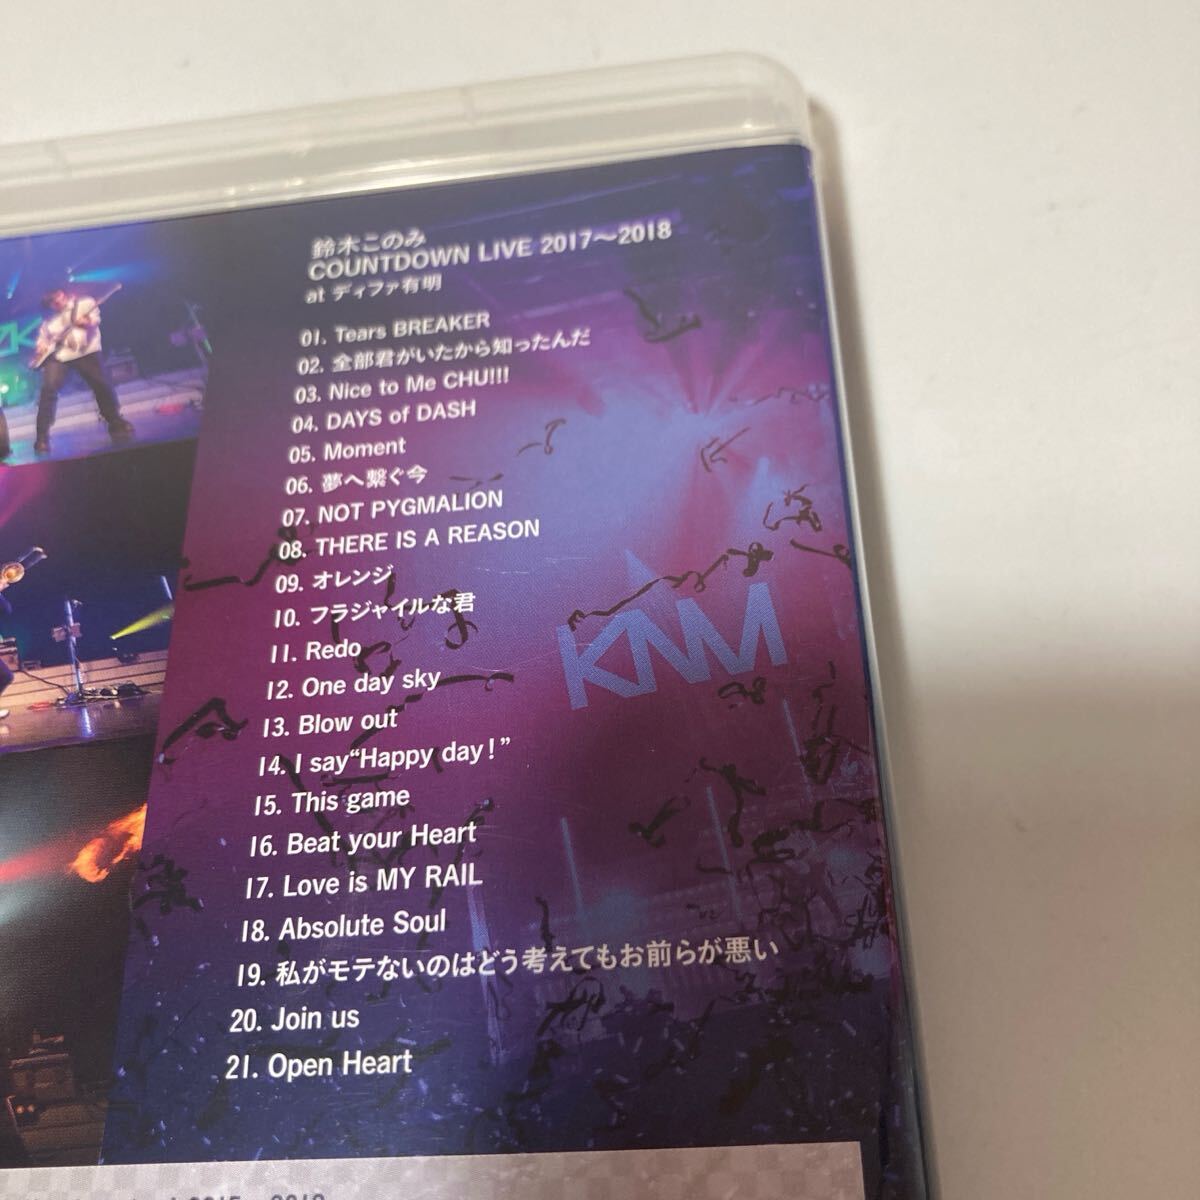 鈴木このみ
COUNTDOWN LIVE 2017〜2018
at ディファ有明
01. Tears BREAKER
02. 全部君がいたから知ったんだ
03. Nice to Me CHU!!!
04. DAYS of DASH
05. Moment
06. 夢へ繋ぐ今
07. NOT PYGMALION
08. THERE IS A REASON
09. オレンジ
10. フラジャイルな君
11. Redo
12. One day sky
13. Blow out
14. I say“Happy day!”
15. This game
16. Beat your Heart
17. Love is MY RAIL
18. Absolute Soul
19. 私がモテないのはどう考えてもお前らが悪い
20. Join us
21. Open Heart
KNM